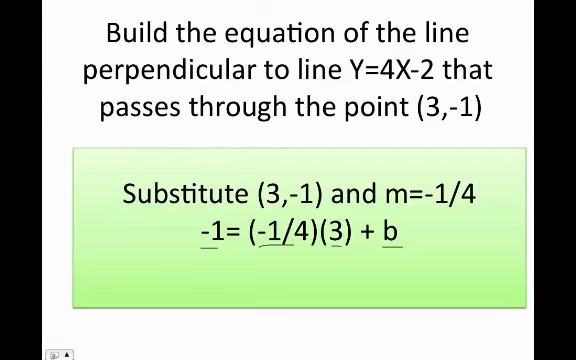 Build the equation of the line
perpendicular to line Y=4X-2 that
passes through the point (3,-1)
Substitute (3,-1) and m=-1/4
-1= (-1/4)(3) + b